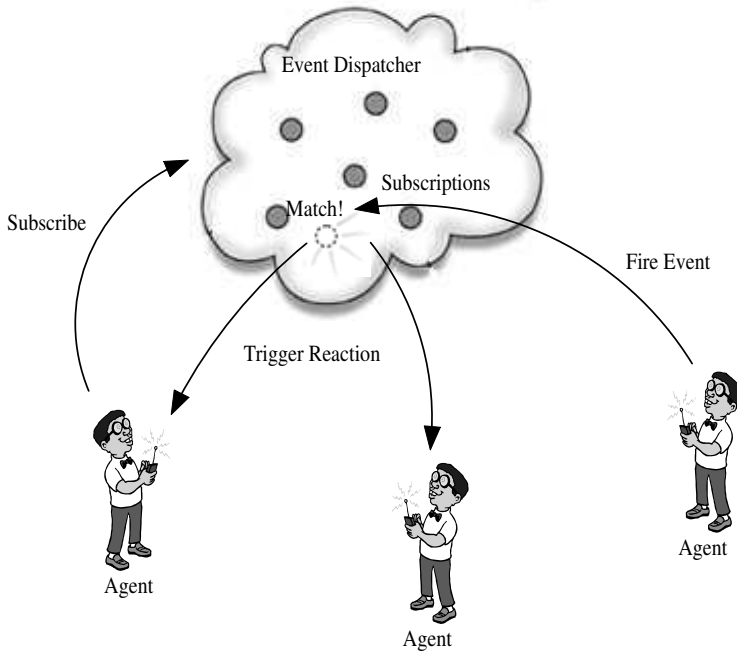 Event Dispatcher
Subscriptions
Match!
Subscribe
Fire Event
Trigger Reaction
Agent
Agent
Agent